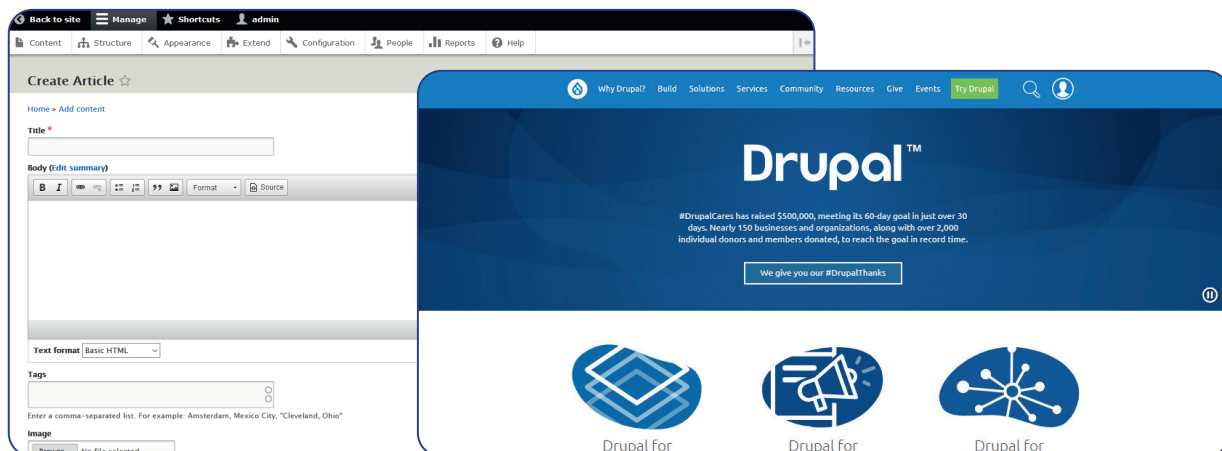 Back to site Manage Shortcuts admin
Content Structure Appearance Extend Configuration People Reports Help
Create Article
Home » Add content
Title *
Body (Edit summary)
B I Format Source
Text format Basic HTML
Tags
Enter a comma-separated list. For example: Amsterdam, Mexico City, "Cleveland, Ohio"
Image
Browse... No file selected.
Why Drupal? Build Solutions Services Community Resources Give Events Try Drupal
Drupal™
#DrupalCares has raised $500,000, meeting its 60-day goal in just over 30
days. Nearly 150 businesses and organizations, along with over 2,000
individual donors and members donated, to reach the goal in record time.
We give you our #DrupalThanks
Drupal for Drupal for Drupal for